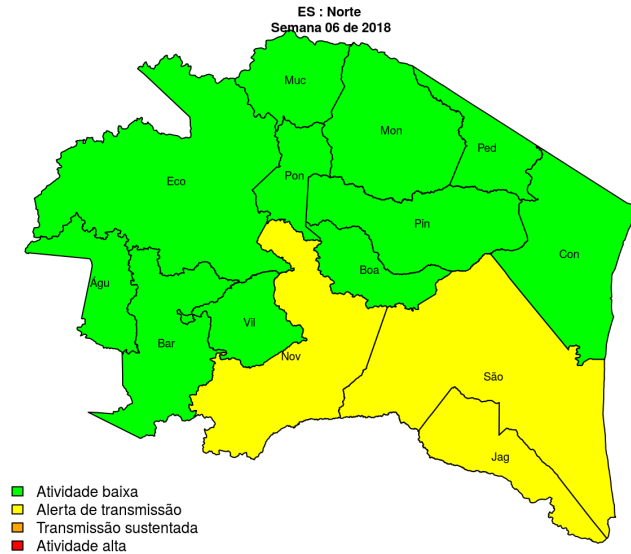 ES : Norte
Semana 06 de 2018
Muc
Mon
Ped
Eco
Pon
Pin
Con
Boa
Águ
Vil
Bar
Nov
São
Jag
Atividade baixa
Alerta de transmissão
Transmissão sustentada
Atividade alta